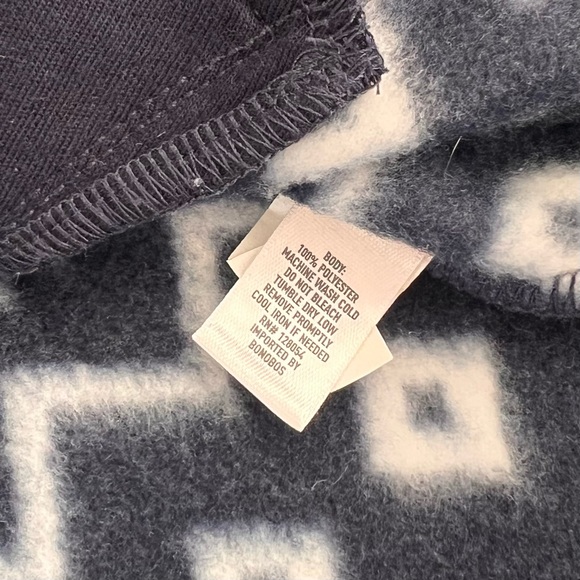 BODY:
100% POLYESTER
MACHINE WASH COLD
DO NOT BLEACH
TUMBLE DRY LOW
REMOVE PROMPTLY
COOL IRON IF NEEDED
RN# 128054
IMPORTED BY
BONOBOS